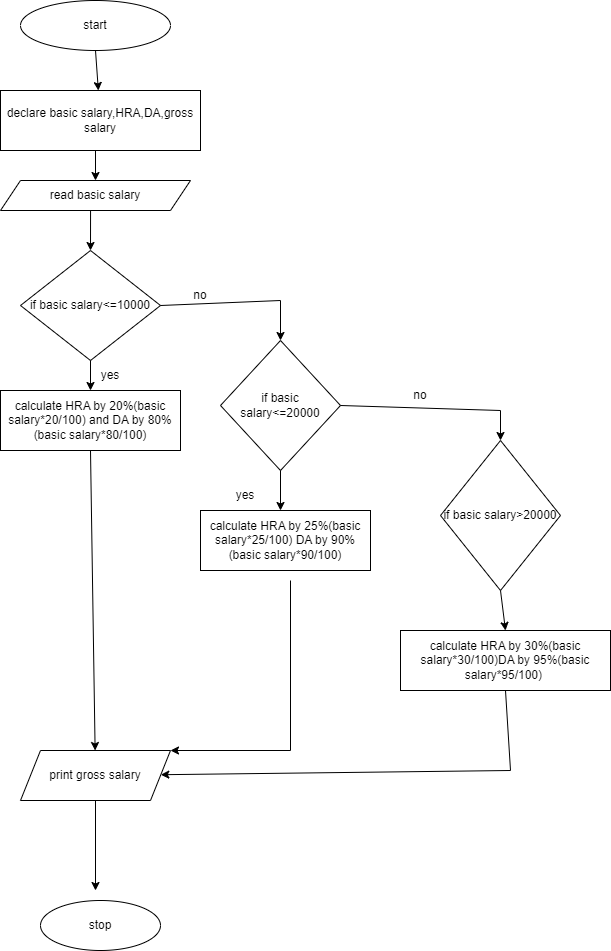 start
declare basic salary,HRA,DA,gross
salary
read basic salary
if basic salary<=10000
no
yes
calculate HRA by 20%(basic
salary*20/100) and DA by 80%
(basic salary*80/100)
if basic
salary<=20000
no
yes
calculate HRA by 25%(basic
salary*25/100) DA by 90%
(basic salary*90/100)
if basic salary>20000
calculate HRA by 30%(basic
salary*30/100)DA by 95%(basic
salary*95/100)
print gross salary
stop